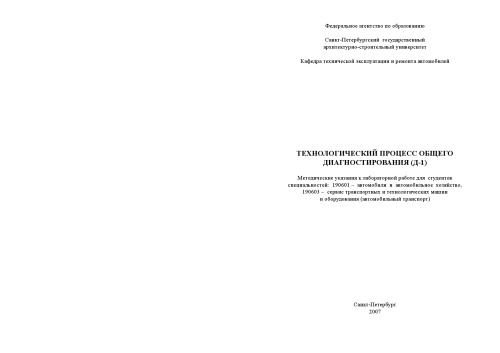 Федеральное агентство по образованию
Санкт-Петербургский государственный
архитектурно-строительный университет
Кафедра технической эксплуатации и ремонта автомобилей
ТЕХНОЛОГИЧЕСКИЙ ПРОЦЕСС ОБЩЕГО
ДИАГНОСТИРОВАНИЯ (Д-1)
Методические указания к лабораторной работе для студентов
специальностей: 190601 – автомобили и автомобильное хозяйство,
190603 – сервис транспортных и технологических машин
и оборудования (автомобильный транспорт)
Санкт-Петербург
2007